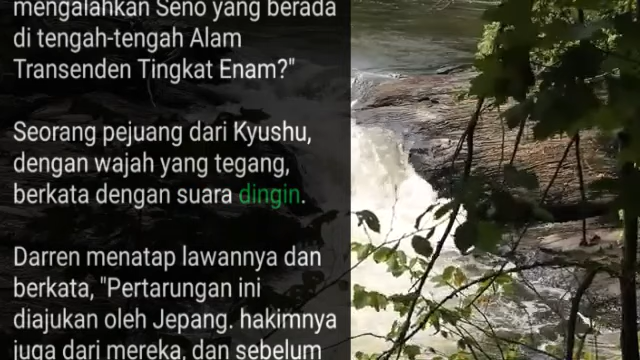 mengalahkan Seno yang berada
di tengah-tengah Alam
Transenden Tingkat Enam?"
Seorang pejuang dari Kyushu,
dengan wajah yang tegang,
berkata dengan suara dingin.
Darren menatap lawannya dan
berkata, "Pertarungan ini
diajukan oleh Jepang. hakimnya
juga dari mereka, dan sebelum